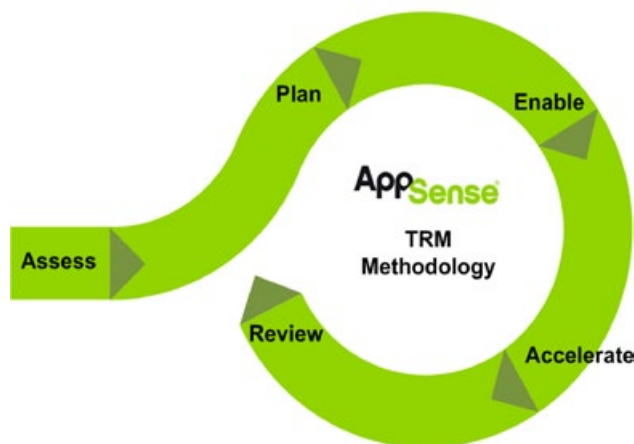 Plan
Enable
AppSense®
TRM
Methodology
Assess
Review
Accelerate